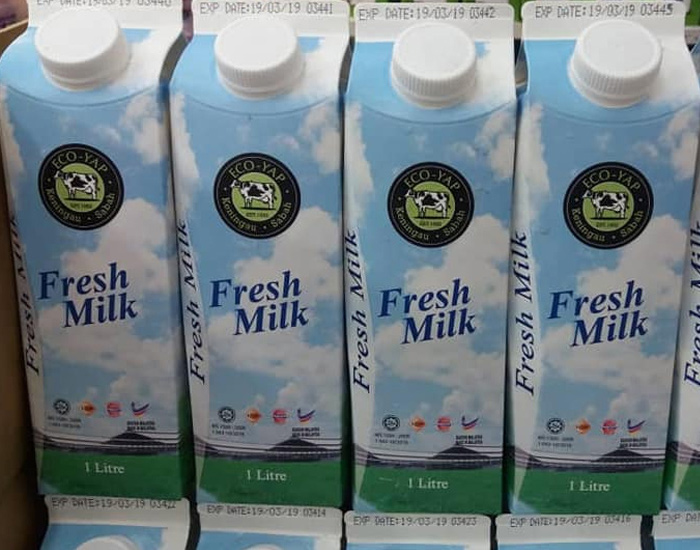 EXP DATE:19/03/19 03440
EXP DATE:19/03/19 03441
EXP DATE:19/03/19 03442
EXP DATE:19/03/19 03443
ECO-YAP
Keningau · Sabah
Fresh
Milk
Fresh Milk
1 Litre
ECO-YAP
Keningau · Sabah
Fresh
Milk
Fresh Milk
1 Litre
ECO-YAP
Keningau · Sabah
Fresh
Milk
Fresh Milk
1 Litre
ECO-YAP
Keningau · Sabah
Fresh
Milk
Fresh Milk
1 Litre
EXP DATE:19/03/19 03422
EXP DATE:19/03/19 03414
EXP DATE:19/03/19 03423
EXP DATE:19/03/19 03416
EXP DATE:19